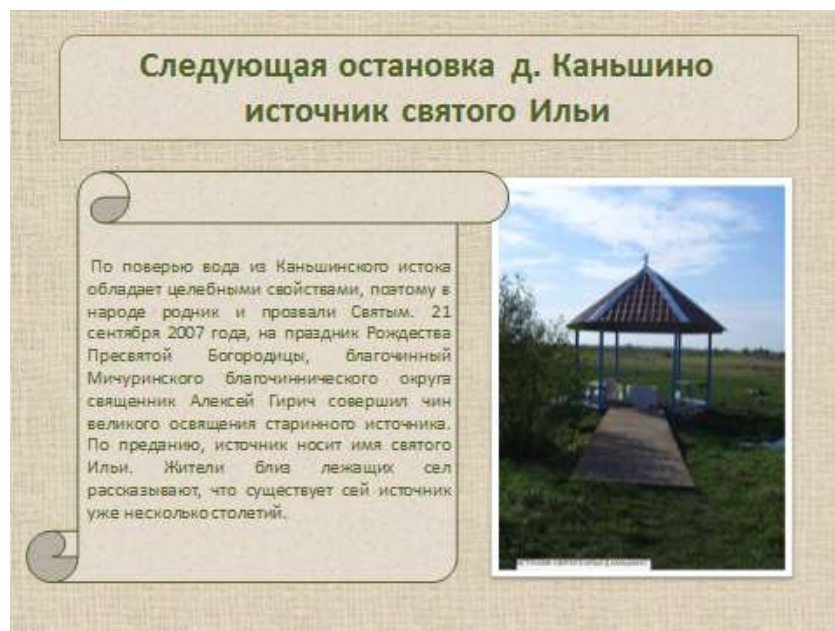 Следующая остановка д. Каньшино
источник святого Ильи
По поверью вода из Каньшинского истока
обладает целебными свойствами, поэтому в
народе родник и прозвали Святым. 21
сентября 2007 года, на праздник Рождества
Пресвятой Богородицы, благочинный
Мичуринского благочиннического округа
священник Алексей Гирич совершил чин
великого освящения старинного источника.
По преданию, источник носит имя святого
Ильи. Жители близ лежащих сел
рассказывают, что существует сей источник
уже несколько столетий.